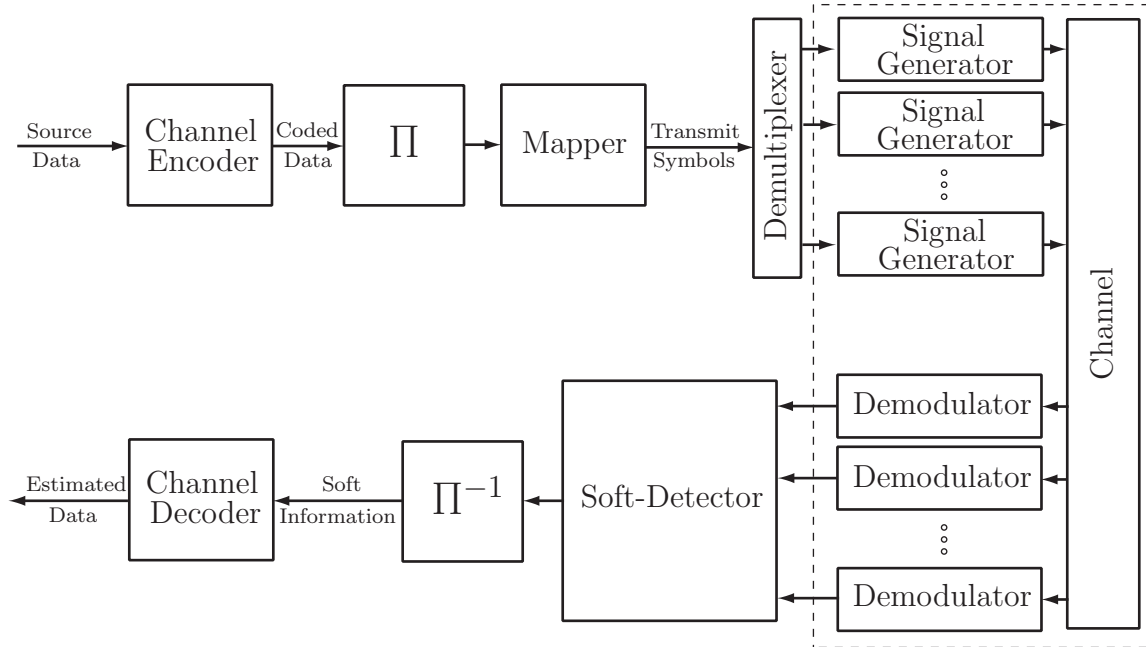 Source
Data
Channel
Encoder
Coded
Data
Π
Mapper
Transmit
Symbols
Demultiplexer
Signal
Generator
Signal
Generator
Signal
Generator
Channel
Demodulator
Demodulator
Demodulator
Soft-Detector
Π⁻¹
Soft
Information
Channel
Decoder
Estimated
Data